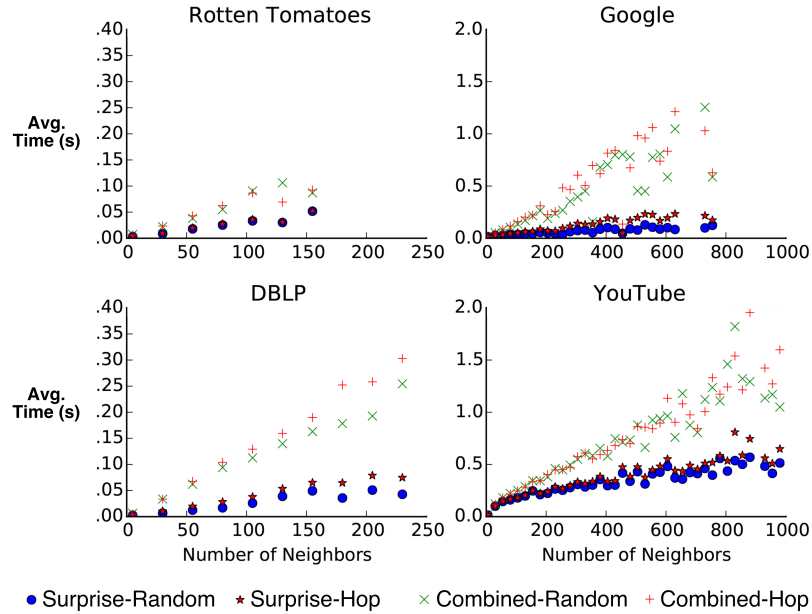 Rotten Tomatoes
Google
Avg.
Time (s)
.40
.35
.30
.25
.20
.15
.10
.05
.00
0 50 100 150 200 250
2.0
1.5
1.0
0.5
0.0
0 200 400 600 800 1000
DBLP
YouTube
Avg.
Time (s)
.40
.35
.30
.25
.20
.15
.10
.05
.00
0 50 100 150 200 250
Number of Neighbors
2.0
1.5
1.0
0.5
0.0
0 200 400 600 800 1000
Number of Neighbors
Surprise-Random Surprise-Hop Combined-Random Combined-Hop